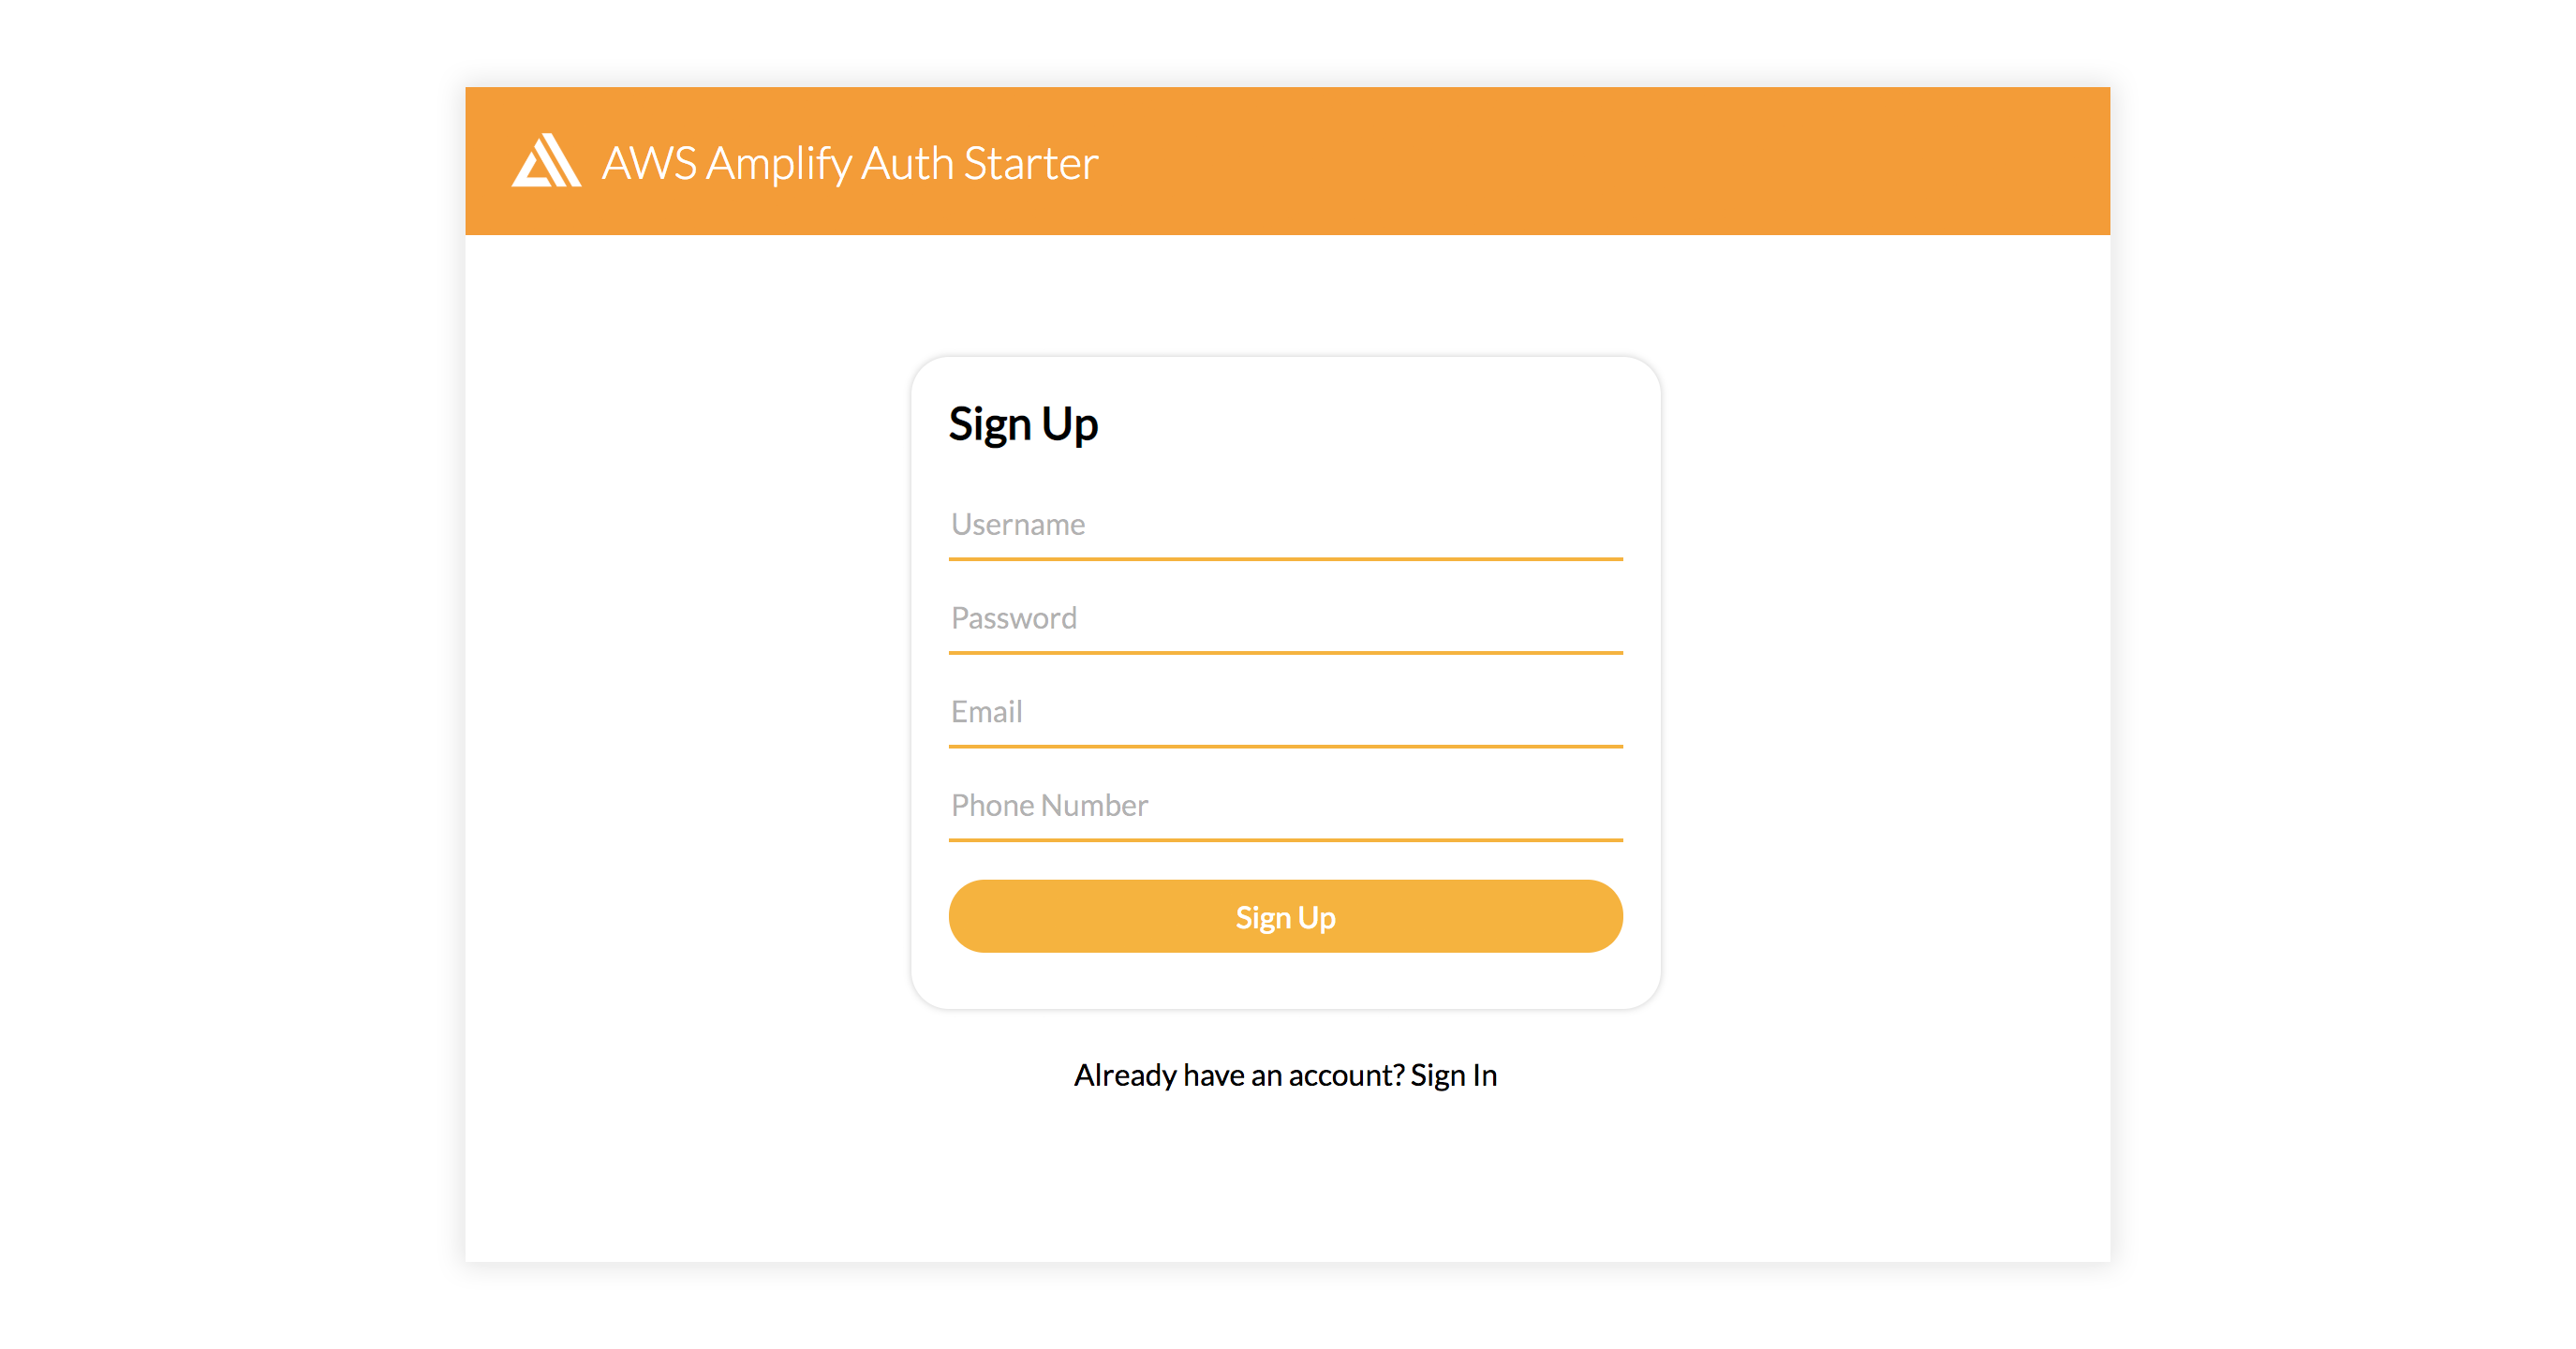 AWS Amplify Auth Starter
Sign Up
Username
Password
Email
Phone Number
Sign Up
Already have an account? Sign In